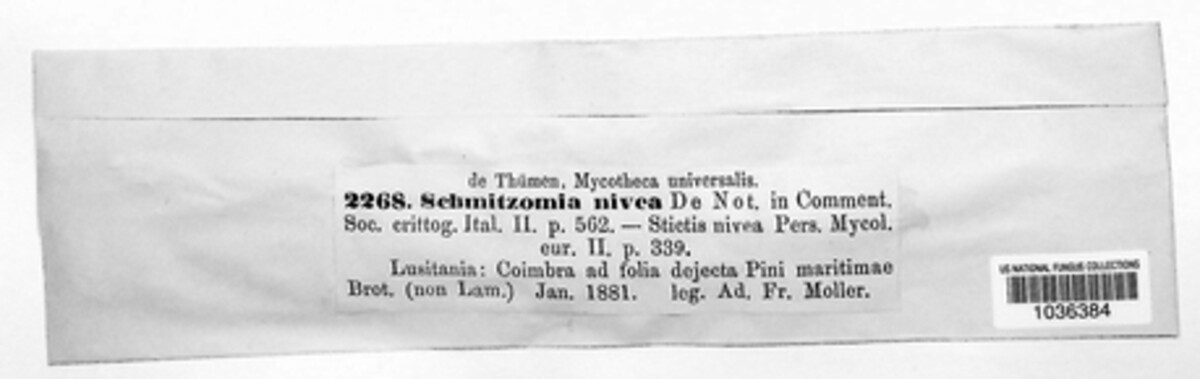 de Thümen, Mycotheca universalis.
2268. Schmitzomia nivea De Not. in Comment.
Soc. crittog. Ital. II. p. 562. — Stictis nivea Pers. Mycol.
eur. II. p. 339.
Lusitania: Coimbra ad folia dejecta Pini maritimae
Brot. (non Lam.) Jan. 1881. leg. Ad. Fr. Moller.
US NATIONAL FUNGUS COLLECTIONS
1036384